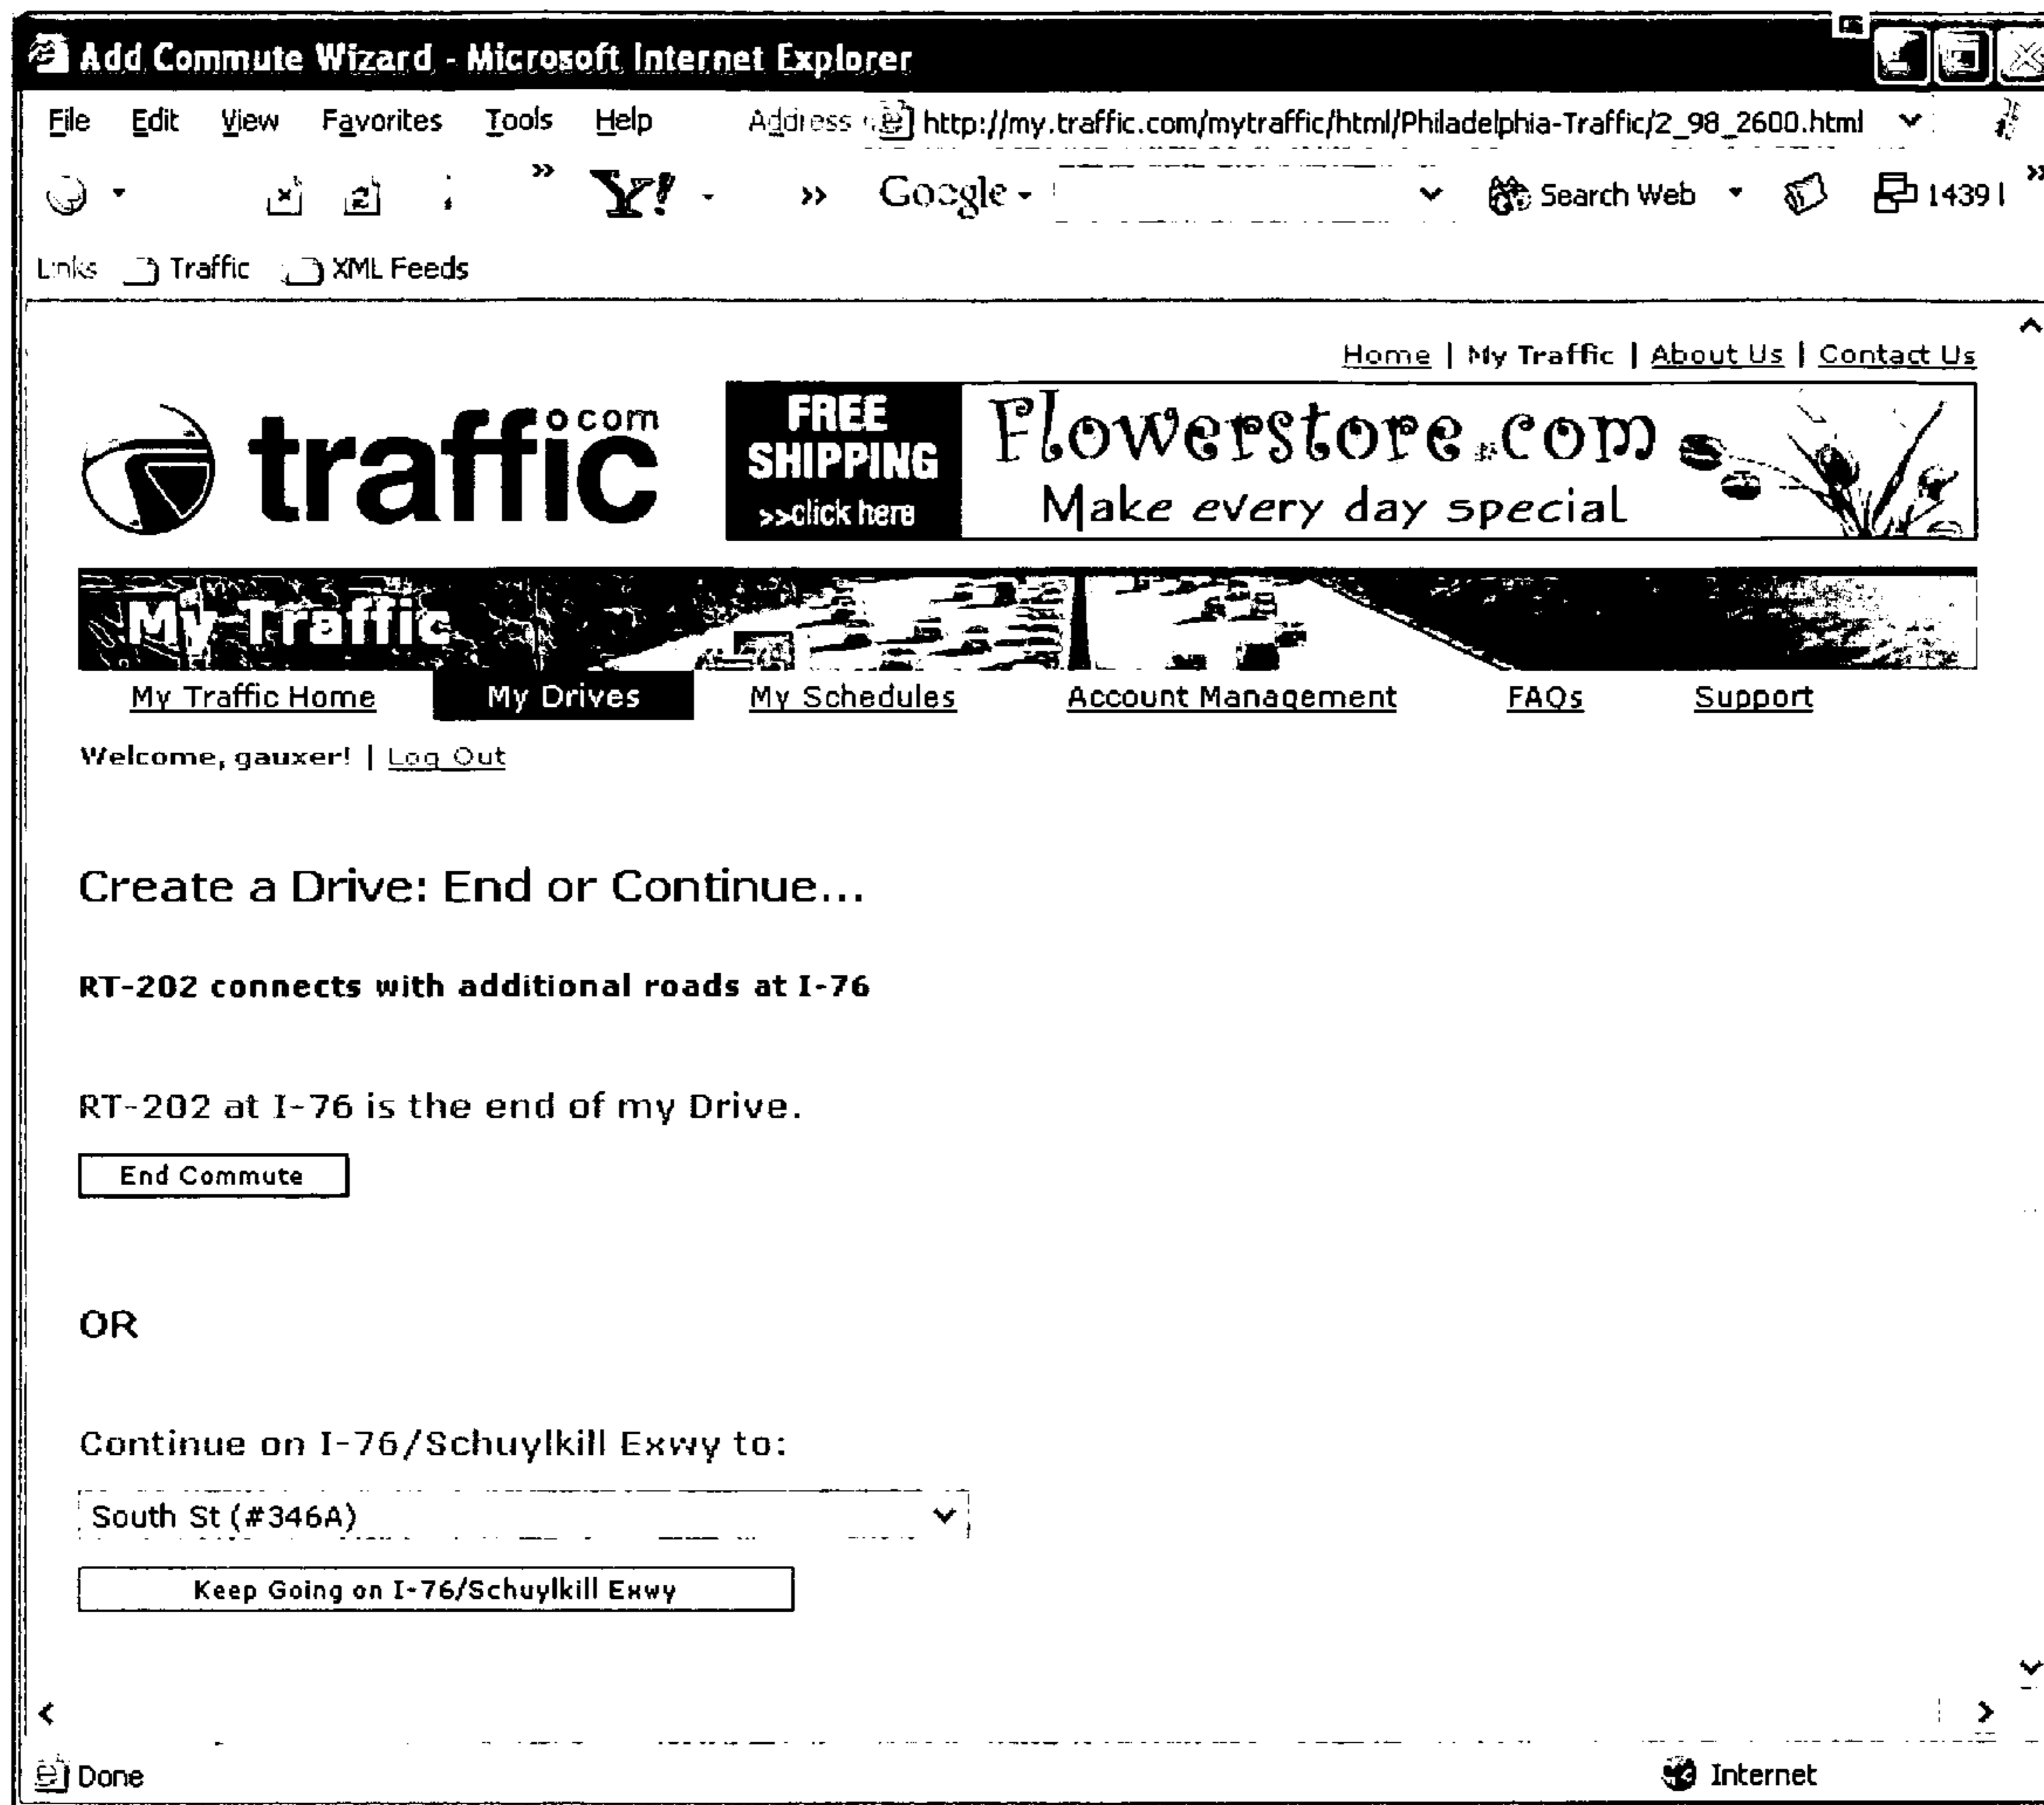 Add Commute Wizard - Microsoft Internet Explorer
File Edit View Favorites Tools Help Address http://my.traffic.com/mytraffic/html/Philadelphia-Traffic/2_98_2600.html
» Y! » Google Search Web 1439 »
Links Traffic XML Feeds
Home | My Traffic | About Us | Contact Us
traffic.com
FREE SHIPPING >>click here
Flowerstore.com
Make every day special
My Traffic
My Traffic Home My Drives My Schedules Account Management FAQs Support
Welcome, gauxer! | Log Out
Create a Drive: End or Continue...
RT-202 connects with additional roads at I-76
RT-202 at I-76 is the end of my Drive.
End Commute
OR
Continue on I-76/Schuylkill Exwy to:
South St (#346A)
Keep Going on I-76/Schuylkill Exwy
Done Internet